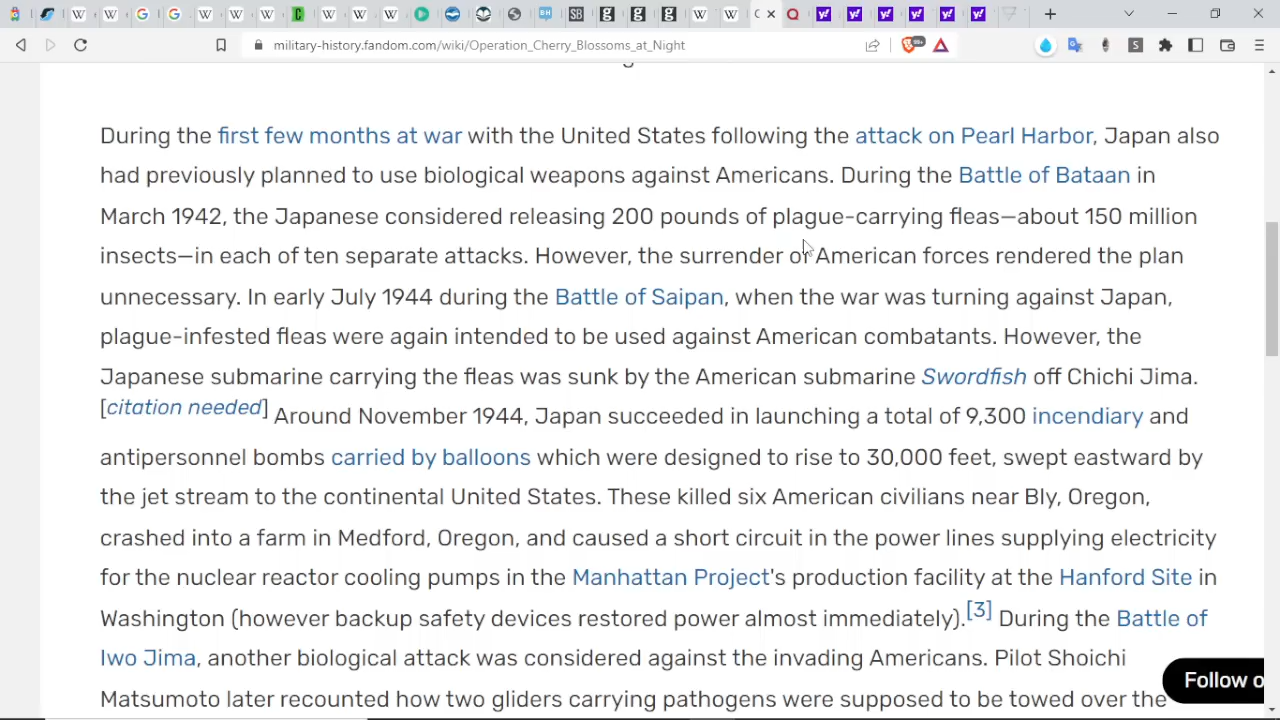 military-history.fandom.com/wiki/Operation_Cherry_Blossoms_at_Night
During the first few months at war with the United States following the attack on Pearl Harbor, Japan also
had previously planned to use biological weapons against Americans. During the Battle of Bataan in
March 1942, the Japanese considered releasing 200 pounds of plague-carrying fleas—about 150 million
insects—in each of ten separate attacks. However, the surrender of American forces rendered the plan
unnecessary. In early July 1944 during the Battle of Saipan, when the war was turning against Japan,
plague-infested fleas were again intended to be used against American combatants. However, the
Japanese submarine carrying the fleas was sunk by the American submarine Swordfish off Chichi Jima.
[citation needed] Around November 1944, Japan succeeded in launching a total of 9,300 incendiary and
antipersonnel bombs carried by balloons which were designed to rise to 30,000 feet, swept eastward by
the jet stream to the continental United States. These killed six American civilians near Bly, Oregon,
crashed into a farm in Medford, Oregon, and caused a short circuit in the power lines supplying electricity
for the nuclear reactor cooling pumps in the Manhattan Project's production facility at the Hanford Site in
Washington (however backup safety devices restored power almost immediately).[3] During the Battle of
Iwo Jima, another biological attack was considered against the invading Americans. Pilot Shoichi
Matsumoto later recounted how two gliders carrying pathogens were supposed to be towed over the
Follow o